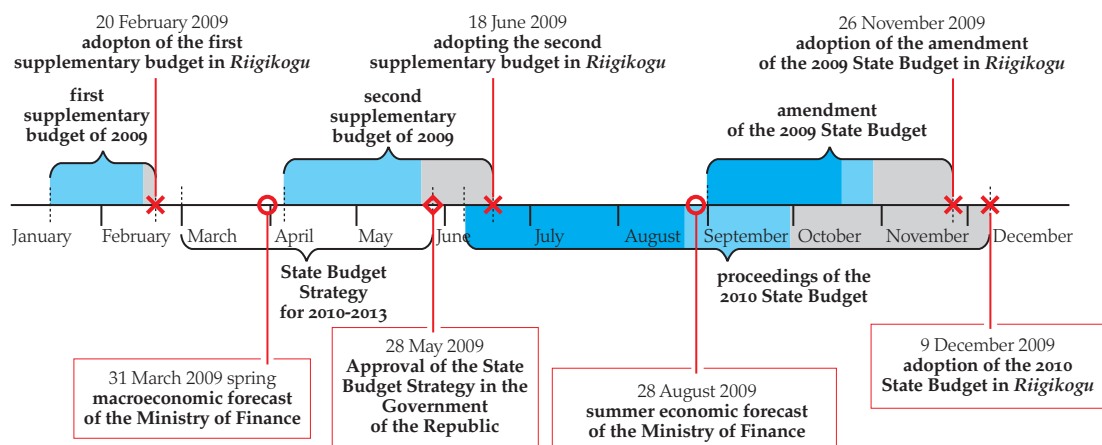 20 February 2009
adopton of the first
supplementary budget in Riigikogu
18 June 2009
adopting the second
supplementary budget in Riigikogu
26 November 2009
adoption of the amendment
of the 2009 State Budget in Riigikogu
first
supplementary
budget of 2009
second
supplementary
budget of 2009
amendment
of the 2009 State Budget
January
February
March
April
May
June
July
August
September
October
November
December
State Budget
Strategy
for 2010-2013
proceedings of the
2010 State Budget
31 March 2009 spring
macroeconomic forecast
of the Ministry of Finance
28 May 2009
Approval of the State
Budget Strategy in the
Government
of the Republic
28 August 2009
summer economic forecast
of the Ministry of Finance
9 December 2009
adoption of the 2010
State Budget in Riigikogu